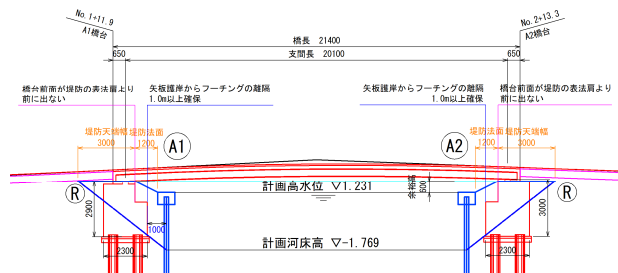 No.1+11.9
A1橋台
No.2+13.3
A2橋台
橋長 21400
650
支間長 20100
650
橋台前面が堤防の表法肩より
前に出ない
矢板護岸からフーチングの離隔
1.0m以上確保
矢板護岸からフーチングの離隔
1.0m以上確保
橋台前面が堤防の表法肩より
前に出ない
堤防天端幅
3000
堤防法面
1200
A1
A2
堤防法面
1200
堤防天端幅
3000
R
計画高水位 ▽1.231
余裕高
600
R
2900
1000
2300
計画河床高 ▽-1.769
3000
2300